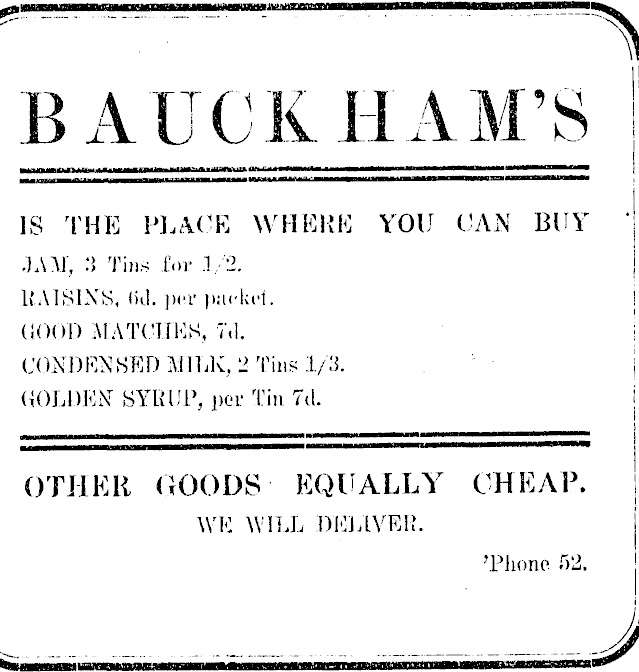 BAUCKHAM'S
IS THE PLACE WHERE YOU CAN BUY
JAM, 3 Tins for 1/2.
RAISINS, 6d. per packet.
GOOD MATCHES, 7d.
CONDENSED MILK, 2 Tins 1/3.
GOLDEN SYRUP, per Tin 7d.
OTHER GOODS EQUALLY CHEAP.
WE WILL DELIVER.
'Phone 52.